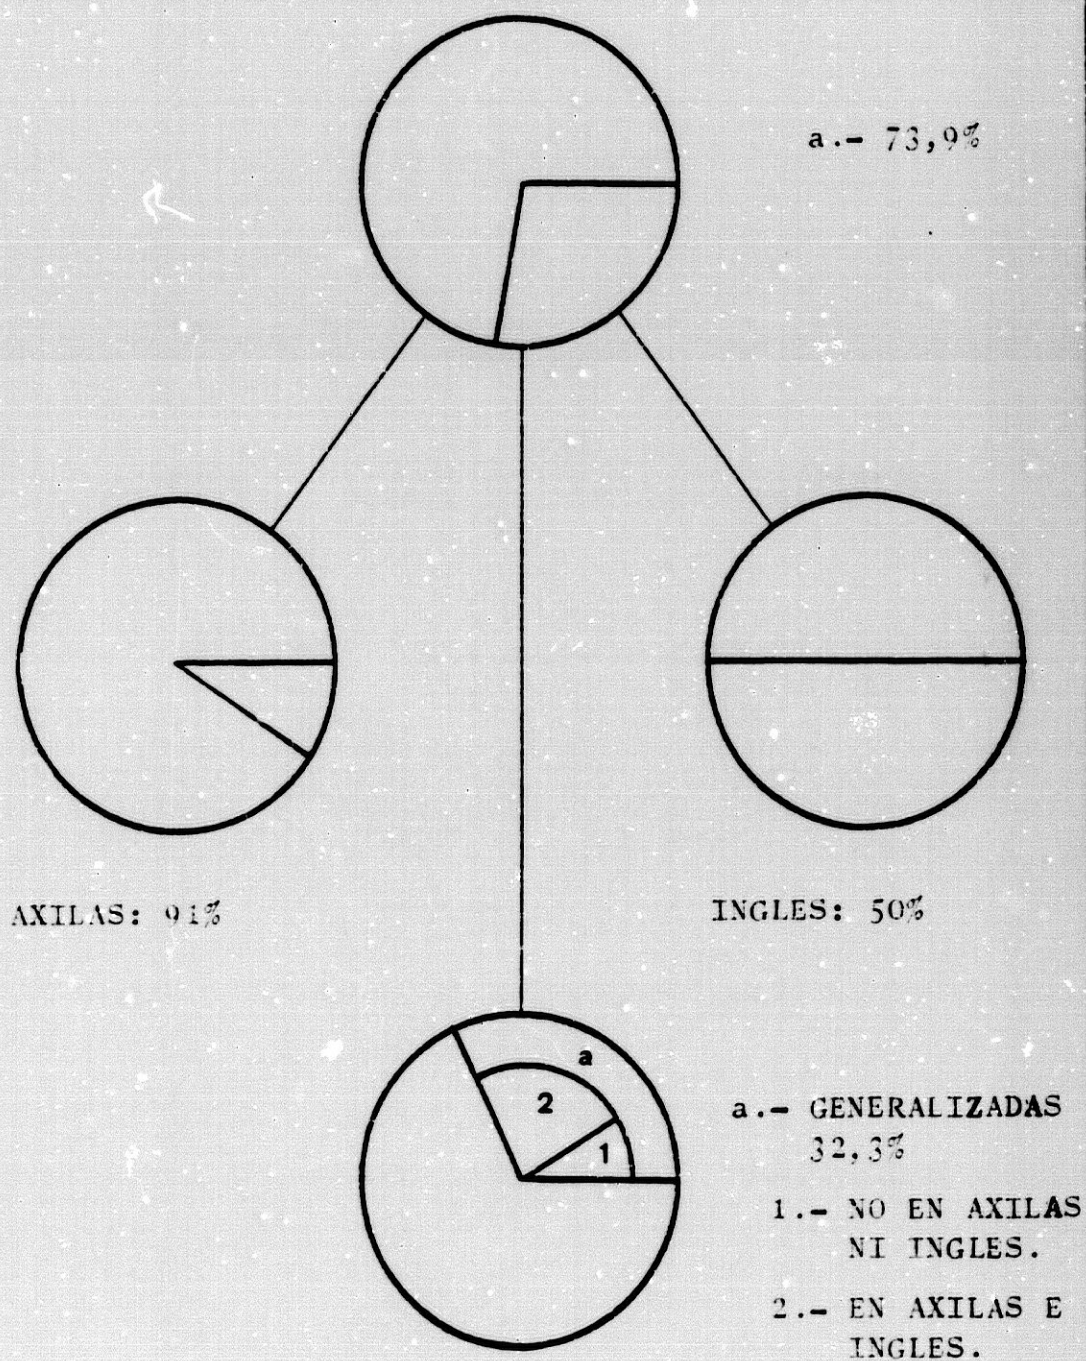 a.- 73,9%
AXILAS: 91%
INGLES: 50%
a
2
1
a.- GENERALIZADAS
32,3%
1.- NO EN AXILAS
NI INGLES.
2.- EN AXILAS E
INGLES.